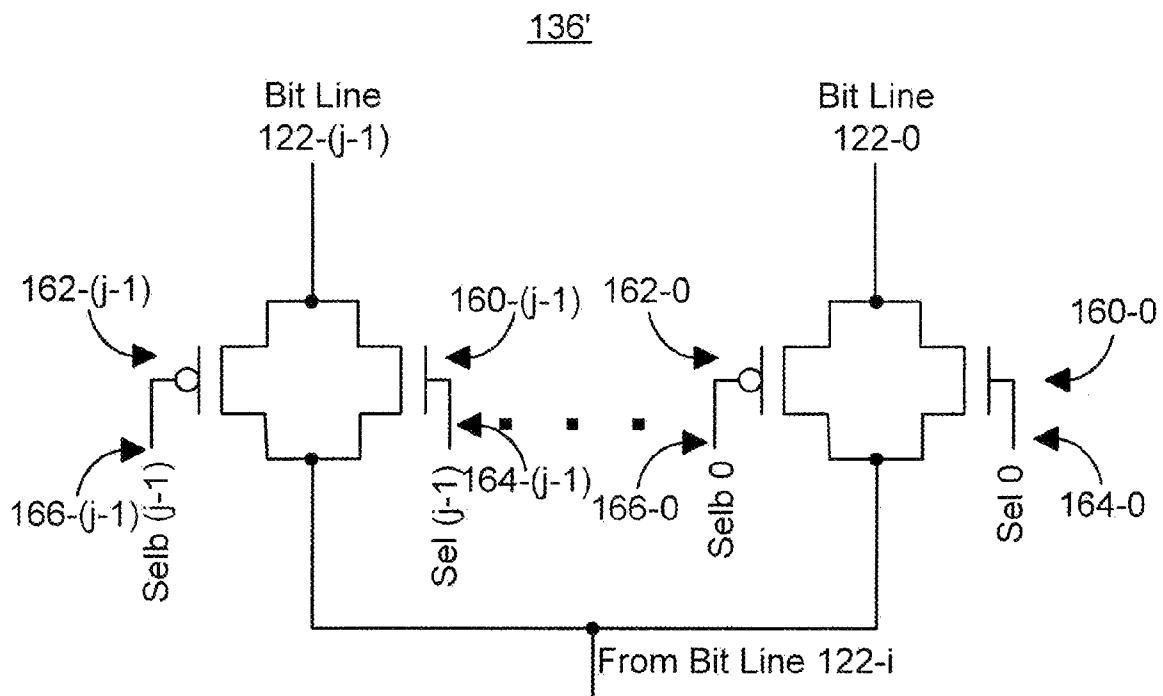 136'
Bit Line
122-(j-1)
Bit Line
122-0
162-(j-1)
160-(j-1)
162-0
160-0
166-(j-1)
Selb (j-1)
Sel (j-1)
164-(j-1)
166-0
Selb 0
Sel 0
164-0
From Bit Line 122-i